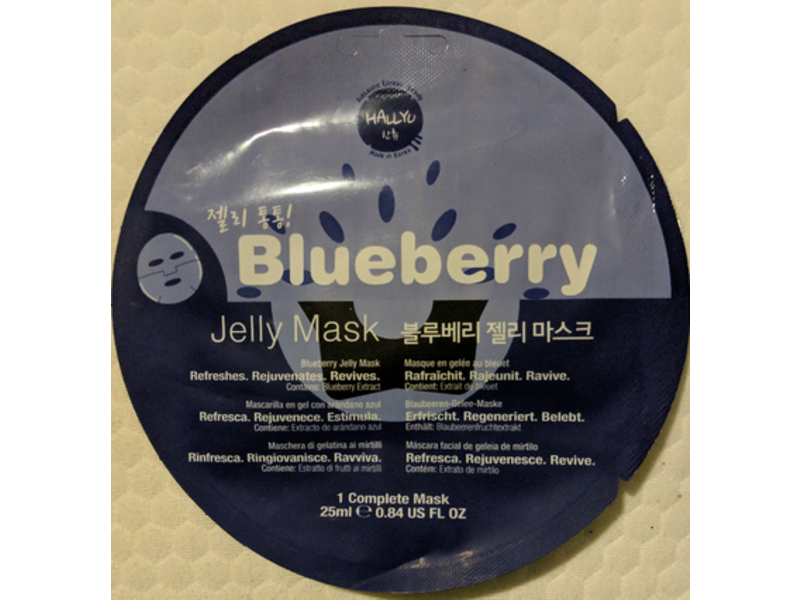 HALLYU
한류
Made in Korea
젤리 통통!
Blueberry
Jelly Mask 블루베리 젤리 마스크
Blueberry Jelly Mask
Refreshes. Rejuvenates. Revives.
Contains: Blueberry Extract
Masque en gelée au bleuet
Rafraîchit. Rajeunit. Ravive.
Contient: Extrait du bleuet
Mascarilla en gel con arándano azul
Refresca. Rejuvenece. Estimula.
Contiene: Extracto de arándano azul
Blaubeeren-Gelee-Maske
Erfrischt. Regeneriert. Belebt.
Enthält: Blaubeerenfruchtextrakt
Maschera di gelatina ai mirtilli
Rinfresca. Ringiovanisce. Ravviva.
Contiene: Estratto di frutti ai mirtilli
Máscara facial de geleia de mirtilo
Refresca. Rejuvenesce. Revive.
Contém: Extrato de mirtilo
1 Complete Mask
25ml ℮ 0.84 US FL OZ